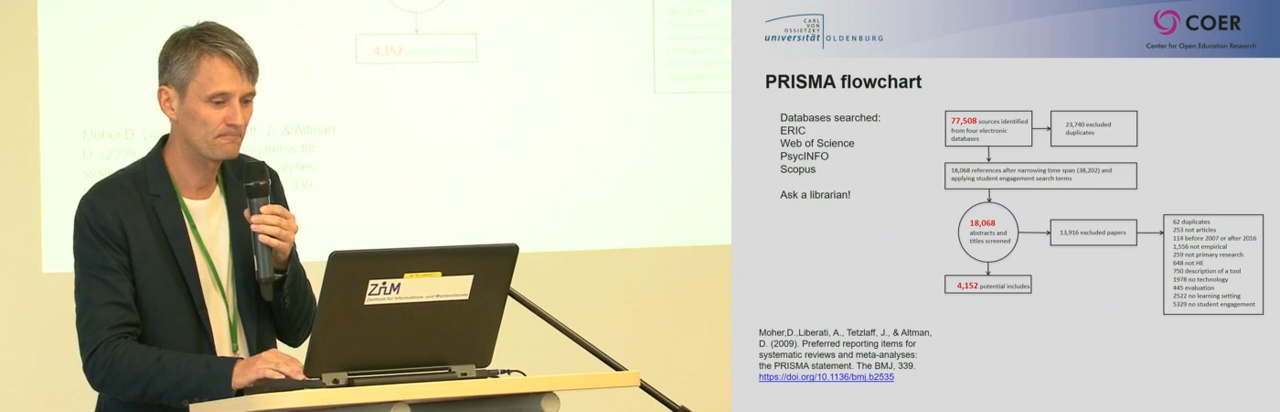 4,152
Moher,D.,Libera
D. (2009)
ZIM
Zentrum für Informations- und Medientechnik
CARL
VON
OSSIETZKY
universität OLDENBURG
COER
Center for Open Education Research
PRISMA flowchart
Databases searched:
ERIC
Web of Science
PsycINFO
Scopus
Ask a librarian!
77,508 sources identified
from four electronic
databases
23,740 excluded
duplicates
18,068 references after narrowing time span (38,202) and
applying student engagement search terms
18,068
abstracts and
titles screened
13,916 excluded papers
62 duplicates
253 not articles
114 before 2007 or after 2016
1,556 not empirical
259 not primary research
648 not HE
750 description of a tool
1978 no technology
445 evaluation
2522 no learning setting
5329 no student engagement
4,152 potential includes
Moher,D.,Liberati, A., Tetzlaff, J., & Altman,
D. (2009). Preferred reporting items for
systematic reviews and meta-analyses:
the PRISMA statement. The BMJ, 339.
https://doi.org/10.1136/bmj.b2535